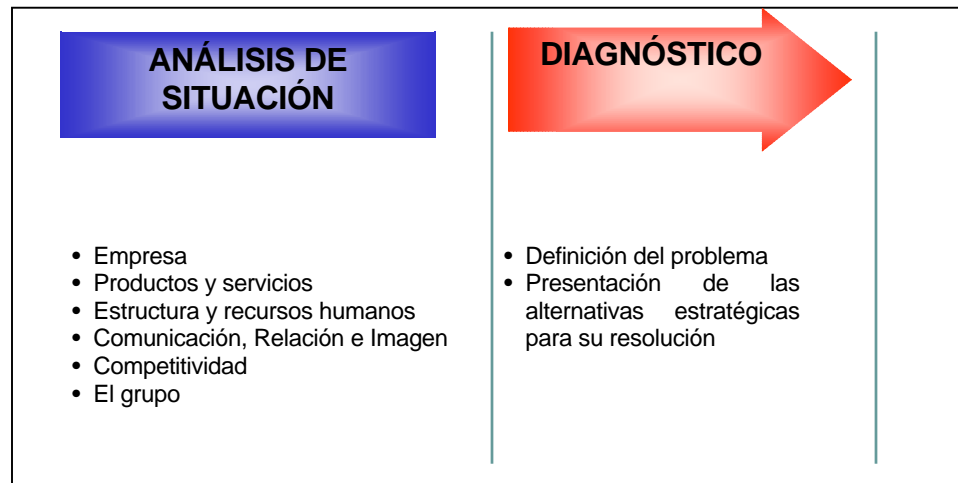 ANÁLISIS DE
SITUACIÓN
• Empresa
• Productos y servicios
• Estructura y recursos humanos
• Comunicación, Relación e Imagen
• Competitividad
• El grupo
DIAGNÓSTICO
• Definición del problema
• Presentación de las
alternativas estratégicas
para su resolución